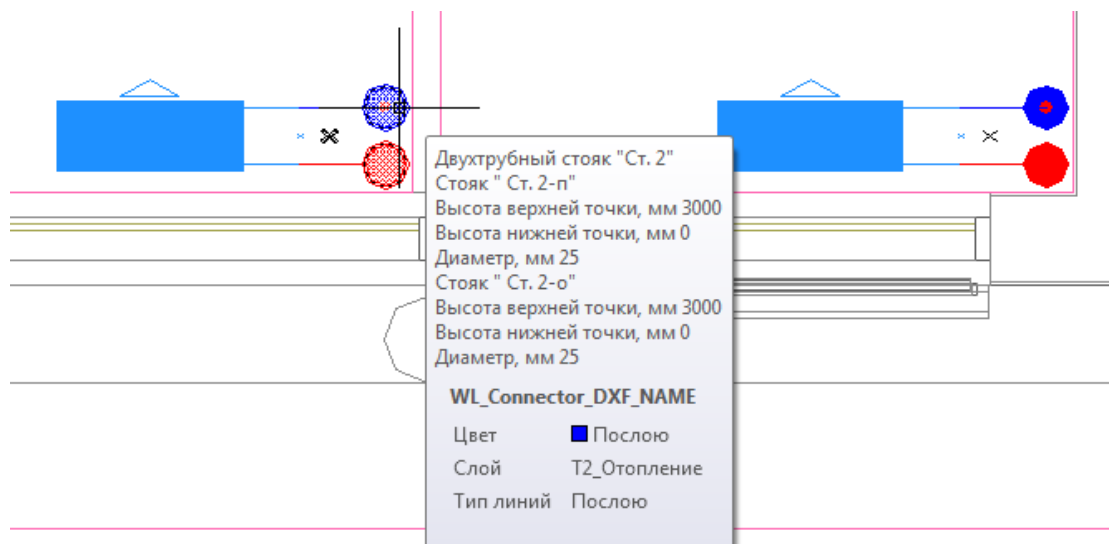 Двухтрубный стояк "Ст. 2"
Стояк " Ст. 2-п"
Высота верхней точки, мм 3000
Высота нижней точки, мм 0
Диаметр, мм 25
Стояк " Ст. 2-о"
Высота верхней точки, мм 3000
Высота нижней точки, мм 0
Диаметр, мм 25
WL_Connector_DXF_NAME
Цвет Послою
Слой Т2_Отопление
Тип линий Послою